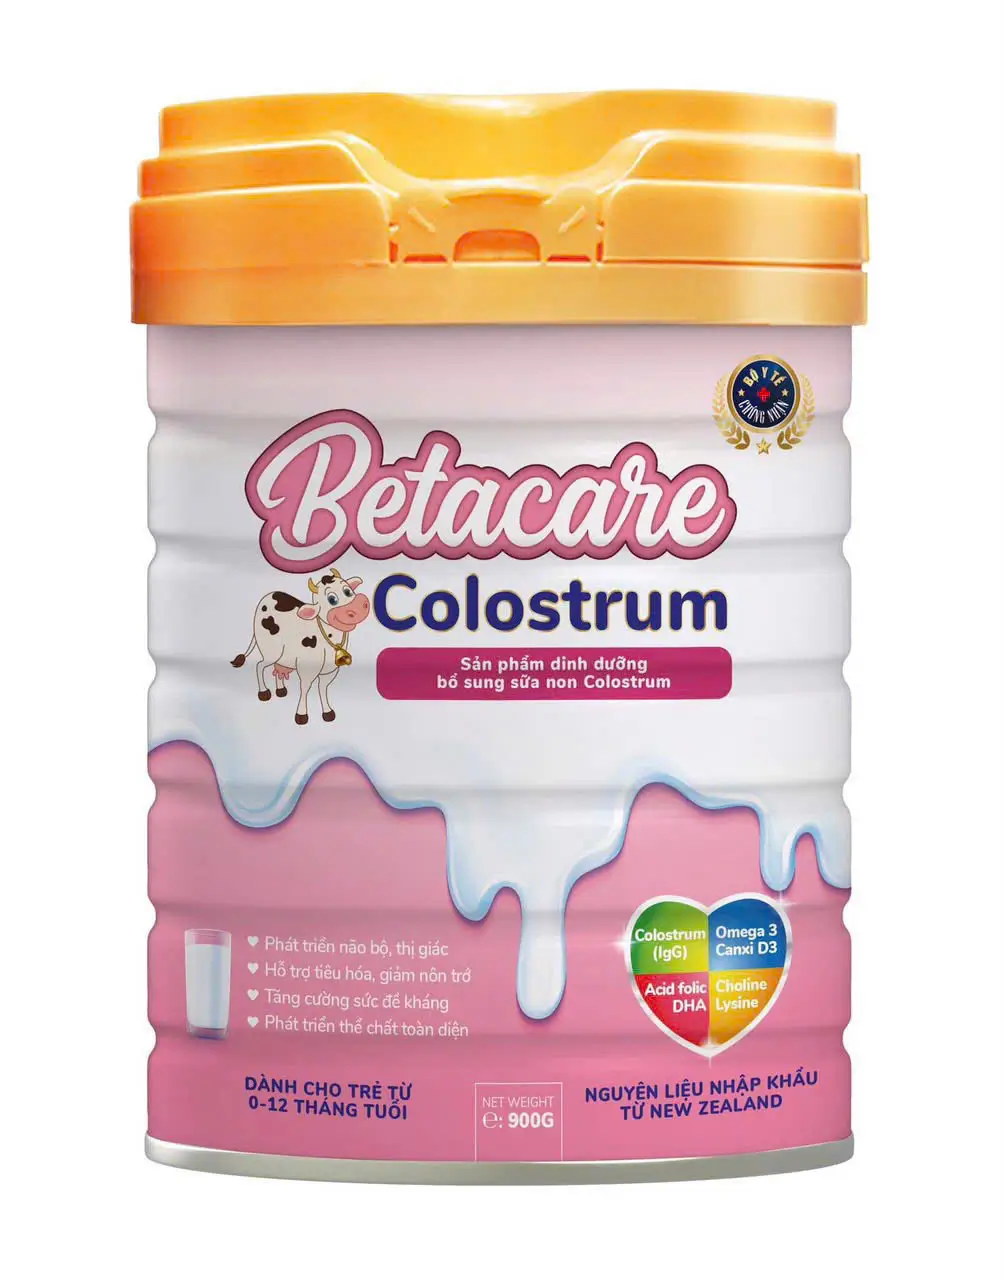 BỘ Y TẾ
CHỨNG NHẬN
Betacare
Colostrum
Sản phẩm dinh dưỡng
bổ sung sữa non Colostrum
Phát triển não bộ, thị giác
Hỗ trợ tiêu hóa, giảm nôn trớ
Tăng cường sức đề kháng
Phát triển thể chất toàn diện
Colostrum
(IgG)
Omega 3
Canxi D3
Acid folic
DHA
Choline
Lysine
DÀNH CHO TRẺ TỪ
0-12 THÁNG TUỔI
NET WEIGHT
℮: 900G
NGUYÊN LIỆU NHẬP KHẨU
TỪ NEW ZEALAND